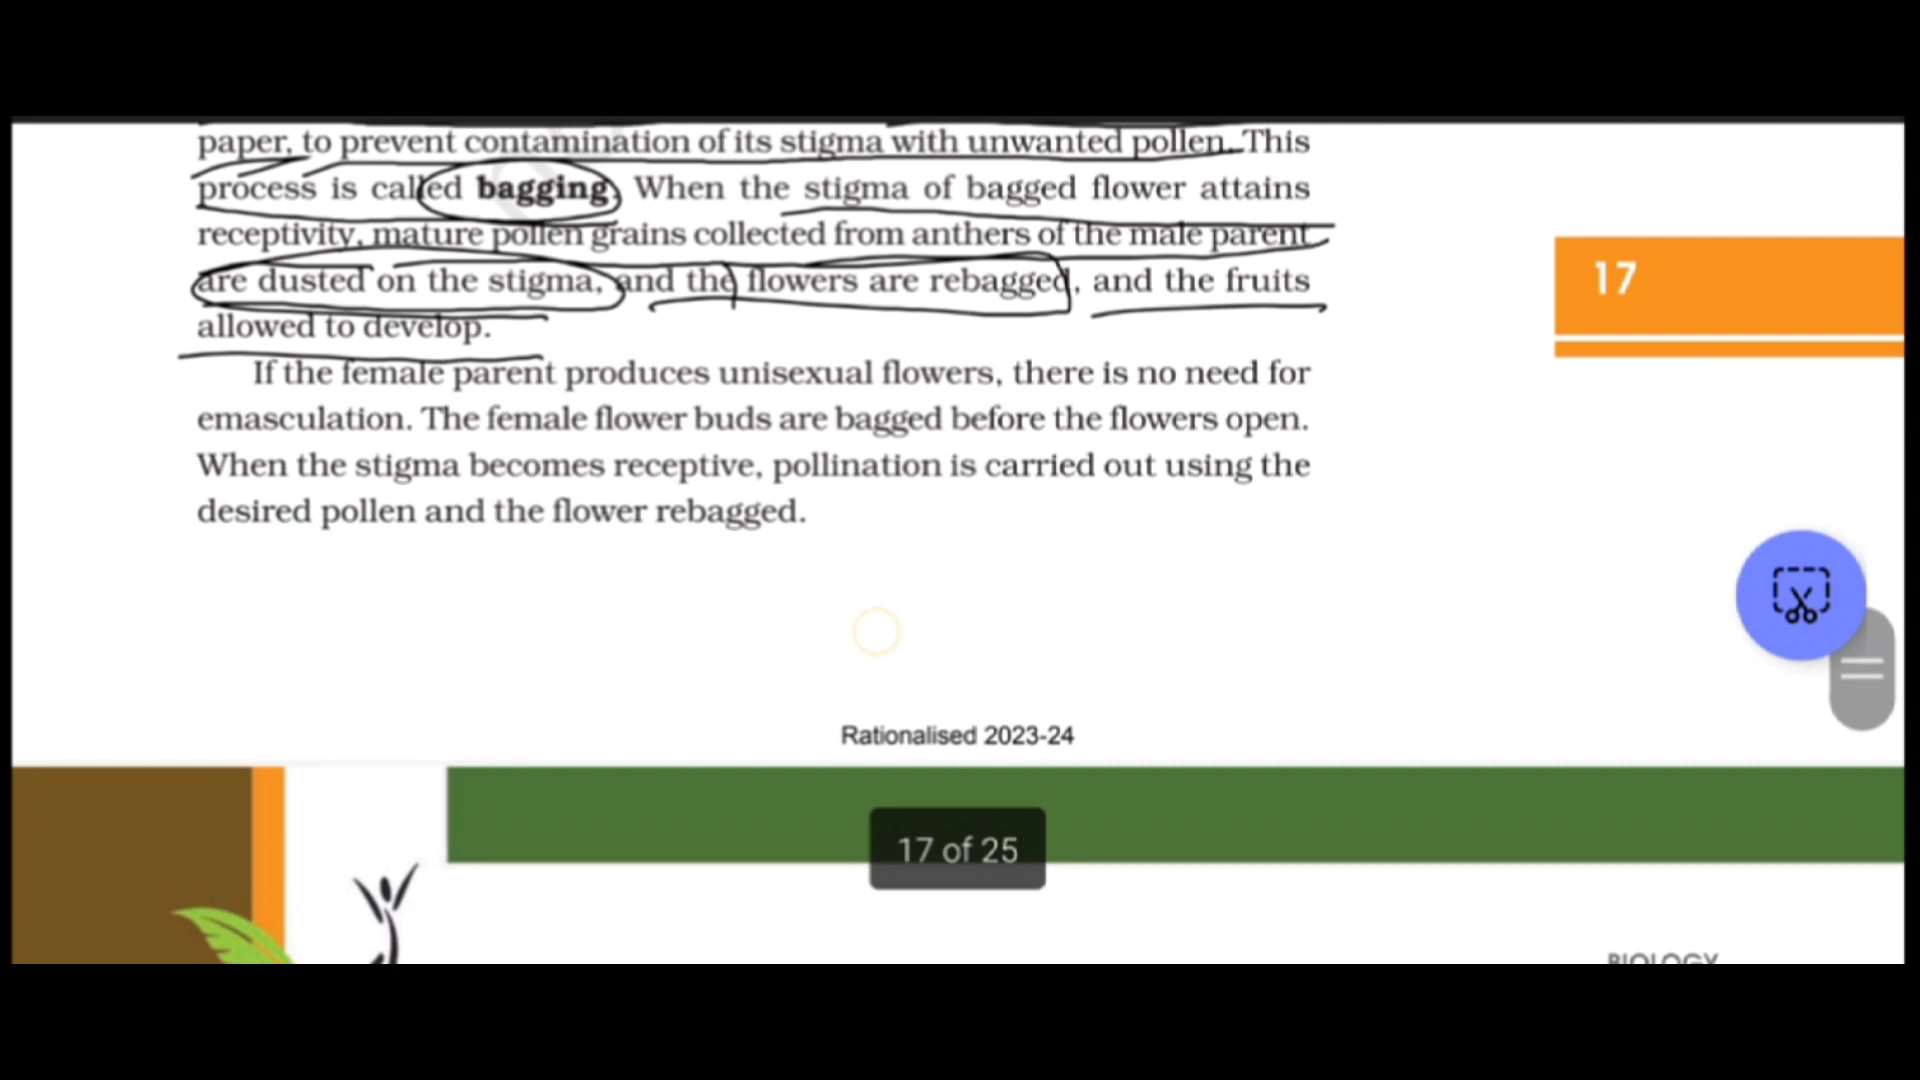 paper, to prevent contamination of its stigma with unwanted pollen. This
process is called bagging. When the stigma of bagged flower attains
receptivity, mature pollen grains collected from anthers of the male parent
are dusted on the stigma, and the flowers are rebagged, and the fruits
allowed to develop.
17
If the female parent produces unisexual flowers, there is no need for
emasculation. The female flower buds are bagged before the flowers open.
When the stigma becomes receptive, pollination is carried out using the
desired pollen and the flower rebagged.
Rationalised 2023-24
17 of 25
BIOLOGY